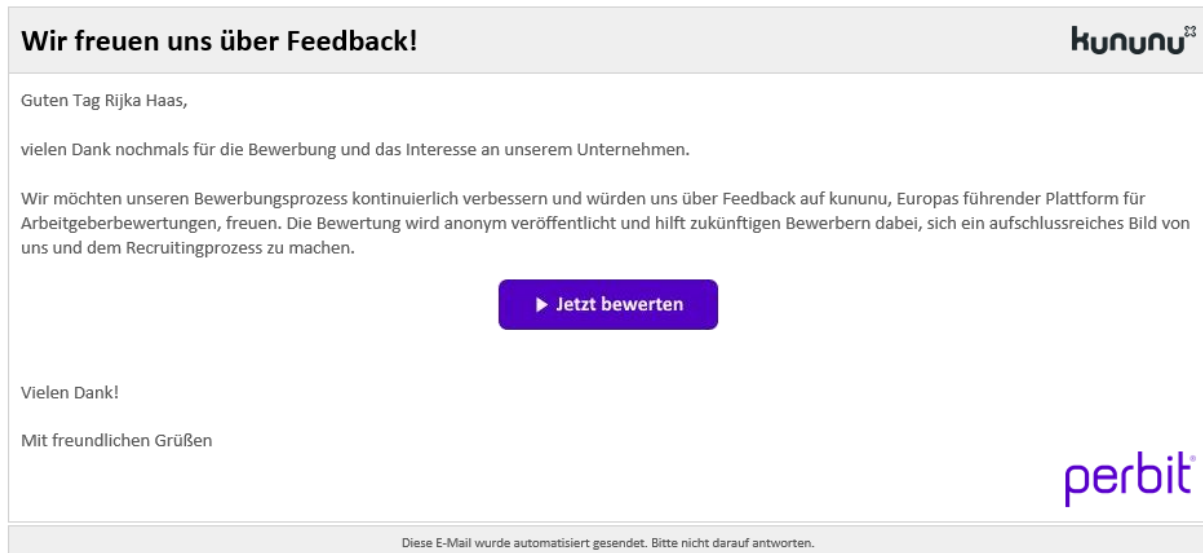 Wir freuen uns über Feedback!
kununu
Guten Tag Rijka Haas,
vielen Dank nochmals für die Bewerbung und das Interesse an unserem Unternehmen.
Wir möchten unseren Bewerbungsprozess kontinuierlich verbessern und würden uns über Feedback auf kununu, Europas führender Plattform für
Arbeitgeberbewertungen, freuen. Die Bewertung wird anonym veröffentlicht und hilft zukünftigen Bewerbern dabei, sich ein aufschlussreiches Bild von
uns und dem Recruitingprozess zu machen.
Jetzt bewerten
Vielen Dank!
Mit freundlichen Grüßen
perbit®
Diese E-Mail wurde automatisiert gesendet. Bitte nicht darauf antworten.